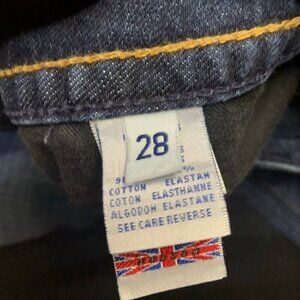 28
%
COTTON ELASTAN
COTON ELASTHANNE
ALGODON ELASTANE
SEE CARE REVERSE